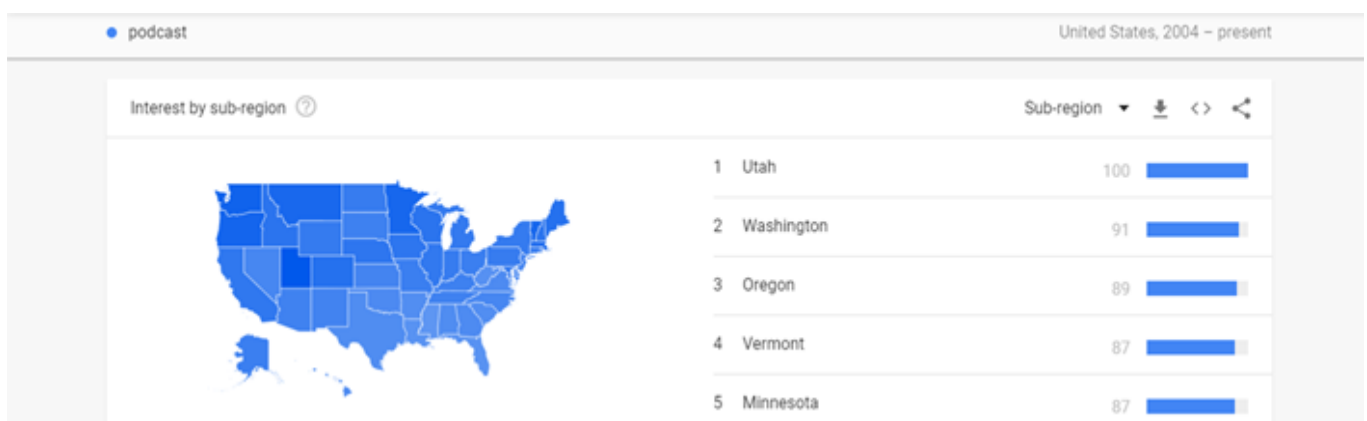 podcast United States, 2004 – present
Interest by sub-region Sub-region
1 Utah 100
2 Washington 91
3 Oregon 89
4 Vermont 87
5 Minnesota 87